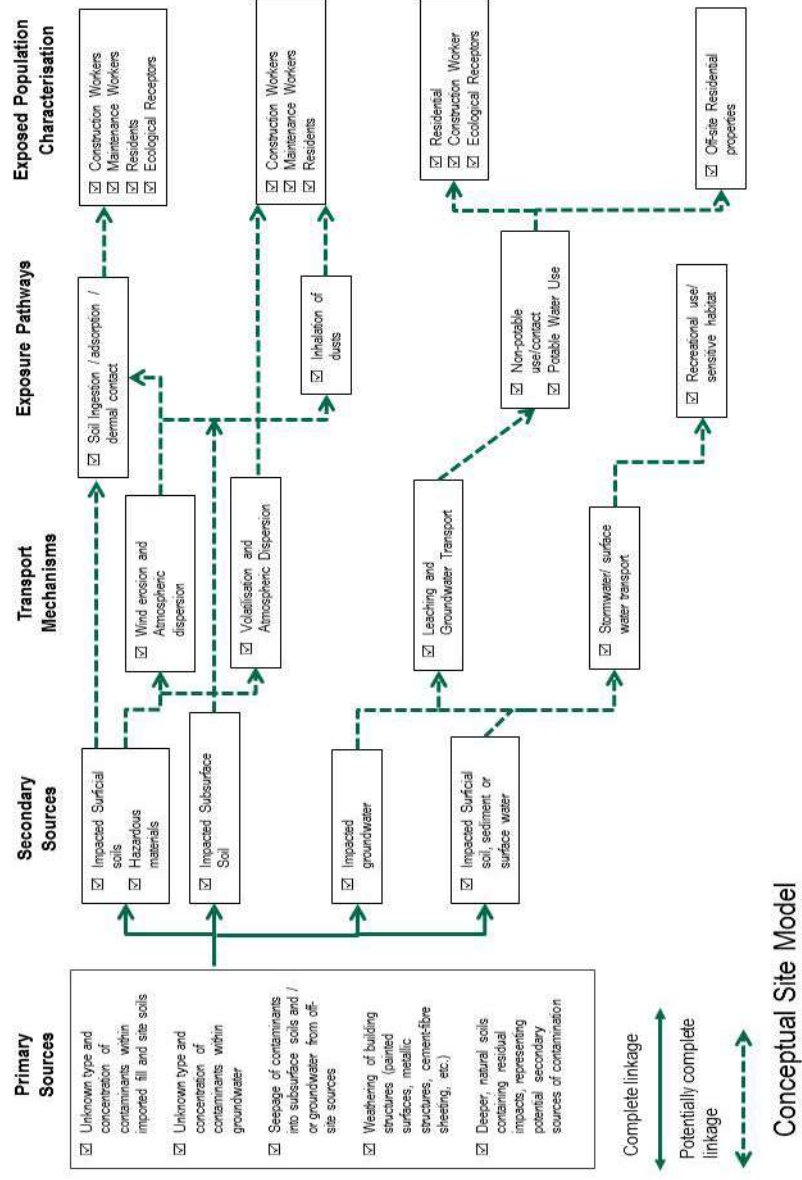 Primary
Sources
Secondary
Sources
Transport
Mechanisms
Exposure Pathways
Exposed Population
Characterisation
☑ Unknown type and
concentration of
contaminants within
imported fill and site soils
☑ Unknown type and
concentration of
contaminants within
groundwater
☑ Seepage of contaminants
into subsurface soils and /
or groundwater from off-
site sources
☑ Weathering of building
structures (painted
surfaces, metallic
structures, cement-fibre
sheeting, etc.)
☑ Deeper, natural soils
containing residual
impacts, representing
potential secondary
sources of contamination
☑ Impacted Surficial
soils
☑ Hazardous
materials
☑ Impacted Subsurface
Soil
☑ Impacted
groundwater
☑ Impacted Surficial
soil, sediment or
surface water
☑ Wind erosion and
Atmospheric
dispersion
☑ Volatilisation and
Atmospheric Dispersion
☑ Leaching and
Groundwater Transport
☑ Stormwater/ surface
water transport
☑ Soil Ingestion / adsorption /
dermal contact
☑ Inhalation of
dusts
☑ Non-potable
use/contact
☑ Potable Water Use
☑ Recreational use/
sensitive habitat
☑ Construction Workers
☑ Maintenance Workers
☑ Residents
☑ Ecological Receptors
☑ Construction Workers
☑ Maintenance Workers
☑ Residents
☑ Residential
☑ Construction Worker
☑ Ecological Receptors
☑ Off-site Residential
properties
Complete linkage
Potentially complete
linkage
Conceptual Site Model